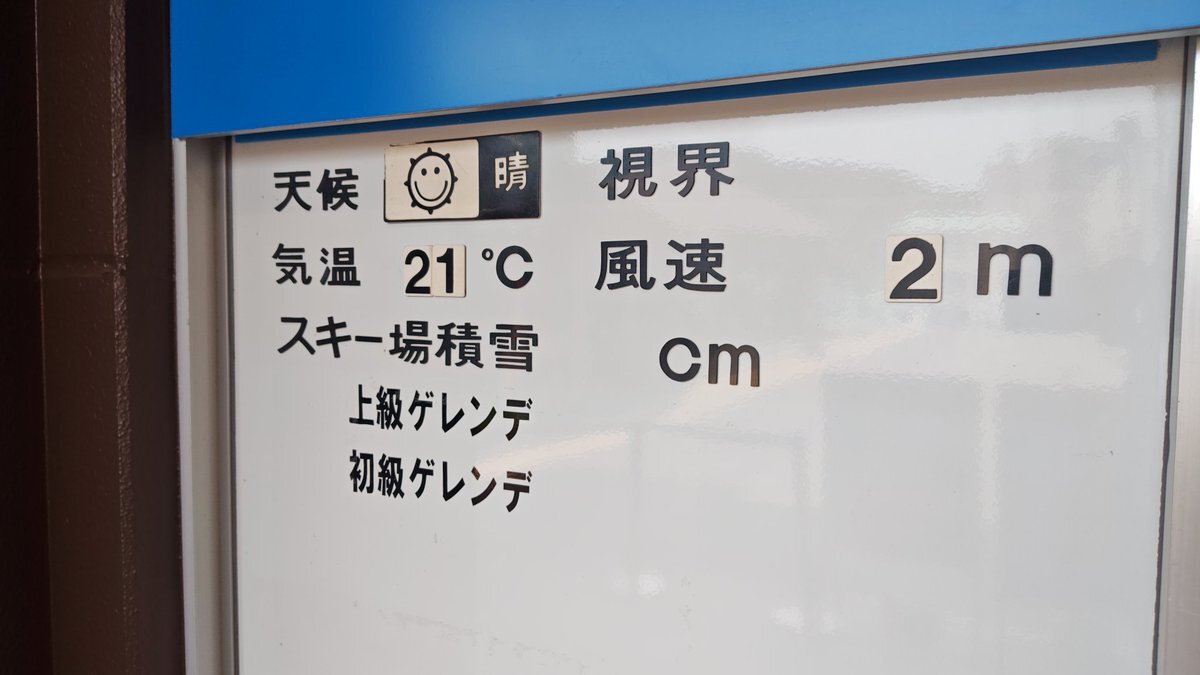 天候 晴 視界
気温 21 ℃ 風速 2 m
スキー場積雪 cm
上級ゲレンデ
初級ゲレンデ